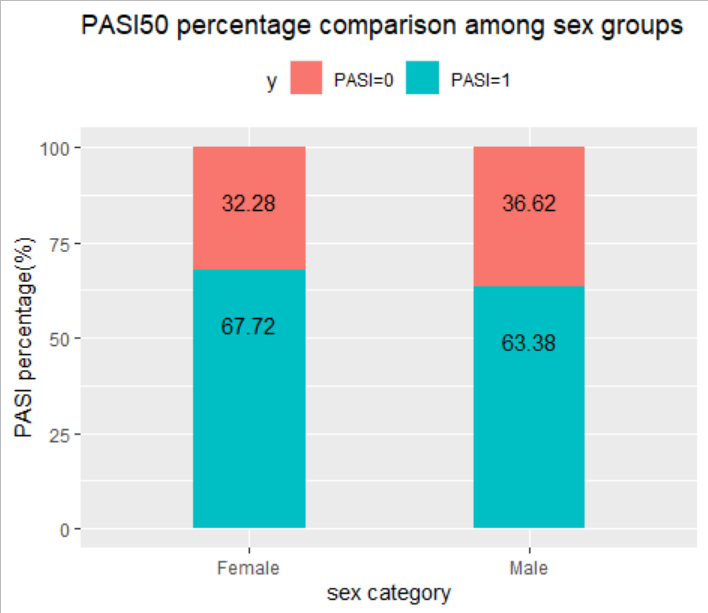 PASI50 percentage comparison among sex groups
y PASI=0 PASI=1
PASI percentage(%)
100
75
50
25
0
32.28 36.62
67.72 63.38
Female Male
sex category